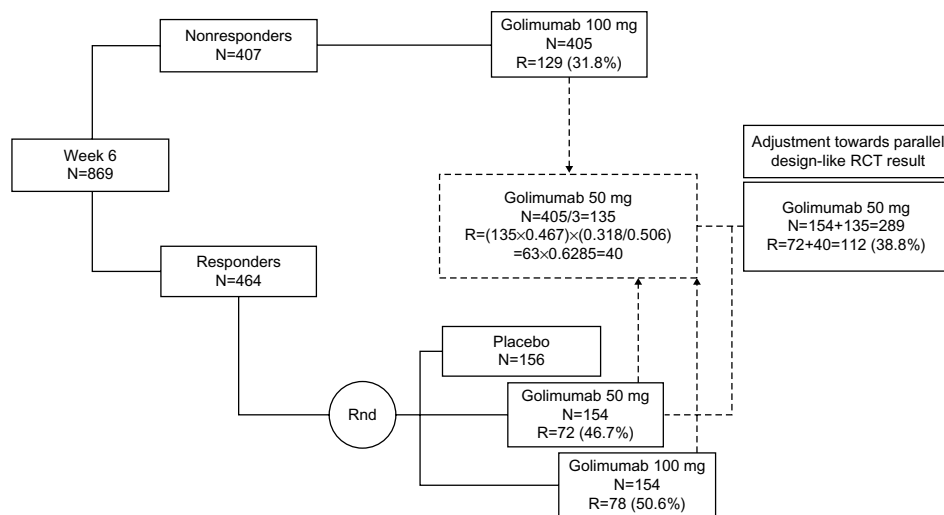 Nonresponders
N=407
Golimumab 100 mg
N=405
R=129 (31.8%)
Week 6
N=869
Adjustment towards parallel
design-like RCT result
Golimumab 50 mg
N=405/3=135
R=(135×0.467)×(0.318/0.506)
=63×0.6285=40
Golimumab 50 mg
N=154+135=289
R=72+40=112 (38.8%)
Responders
N=464
Placebo
N=156
Rnd
Golimumab 50 mg
N=154
R=72 (46.7%)
Golimumab 100 mg
N=154
R=78 (50.6%)